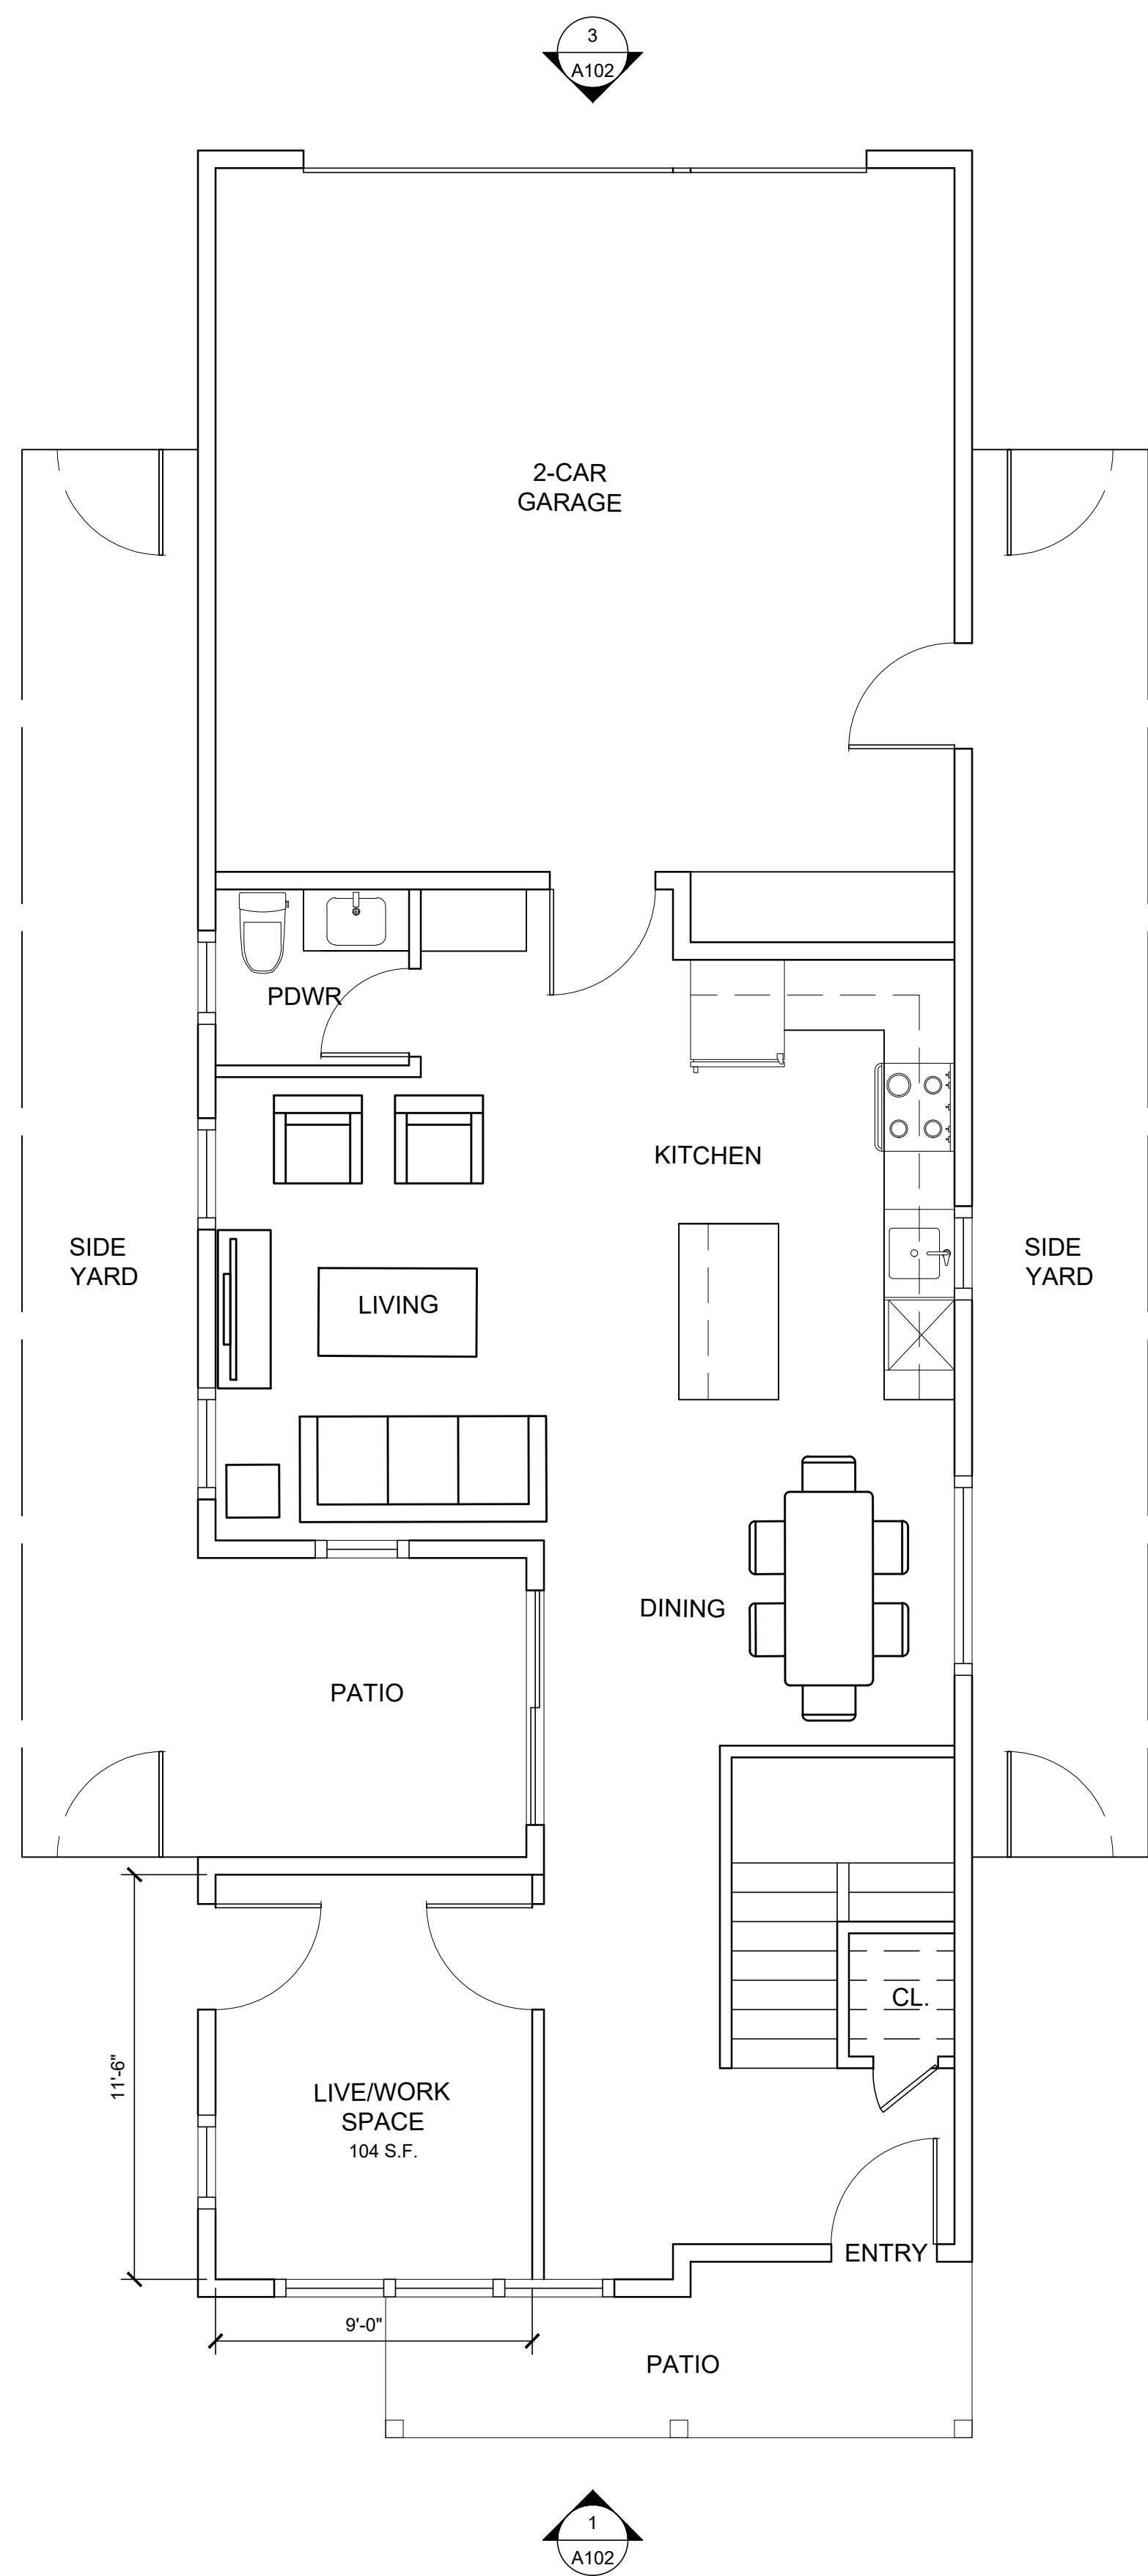 3
A102
2-CAR
GARAGE
PDWR
KITCHEN
SIDE
YARD
LIVING
SIDE
YARD
DINING
PATIO
CL.
11'-6"
LIVE/WORK
SPACE
104 S.F.
ENTRY
9'-0"
PATIO
1
A102